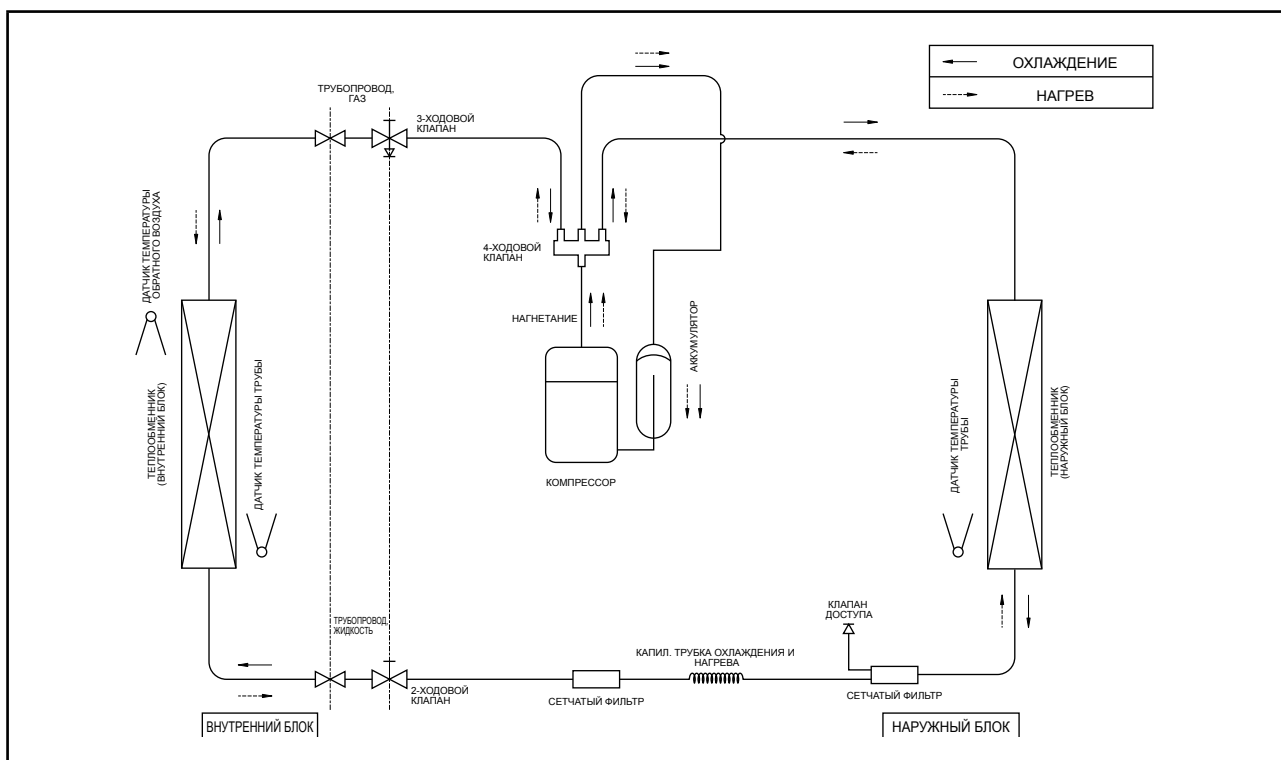 ОХЛАЖДЕНИЕ
НАГРЕВ
ТРУБОПРОВОД,
ГАЗ
3-ХОДОВОЙ
КЛАПАН
ДАТЧИК ТЕМПЕРАТУРЫ
ОБРАТНОГО ВОЗДУХА
4-ХОДОВОЙ
КЛАПАН
НАГНЕТАНИЕ
АККУМУЛЯТОР
КОМПРЕССОР
ТЕПЛООБМЕННИК
(ВНУТРЕННИЙ БЛОК)
ДАТЧИК ТЕМПЕРАТУРЫ ТРУБЫ
ДАТЧИК ТЕМПЕРАТУРЫ
ТРУБЫ
ТЕПЛООБМЕННИК
(НАРУЖНЫЙ БЛОК)
ТРУБОПРОВОД,
ЖИДКОСТЬ
КЛАПАН
ДОСТУПА
КАПИЛ. ТРУБКА ОХЛАЖДЕНИЯ И
НАГРЕВА
2-ХОДОВОЙ
КЛАПАН
СЕТЧАТЫЙ ФИЛЬТР
СЕТЧАТЫЙ ФИЛЬТР
ВНУТРЕННИЙ БЛОК
НАРУЖНЫЙ БЛОК